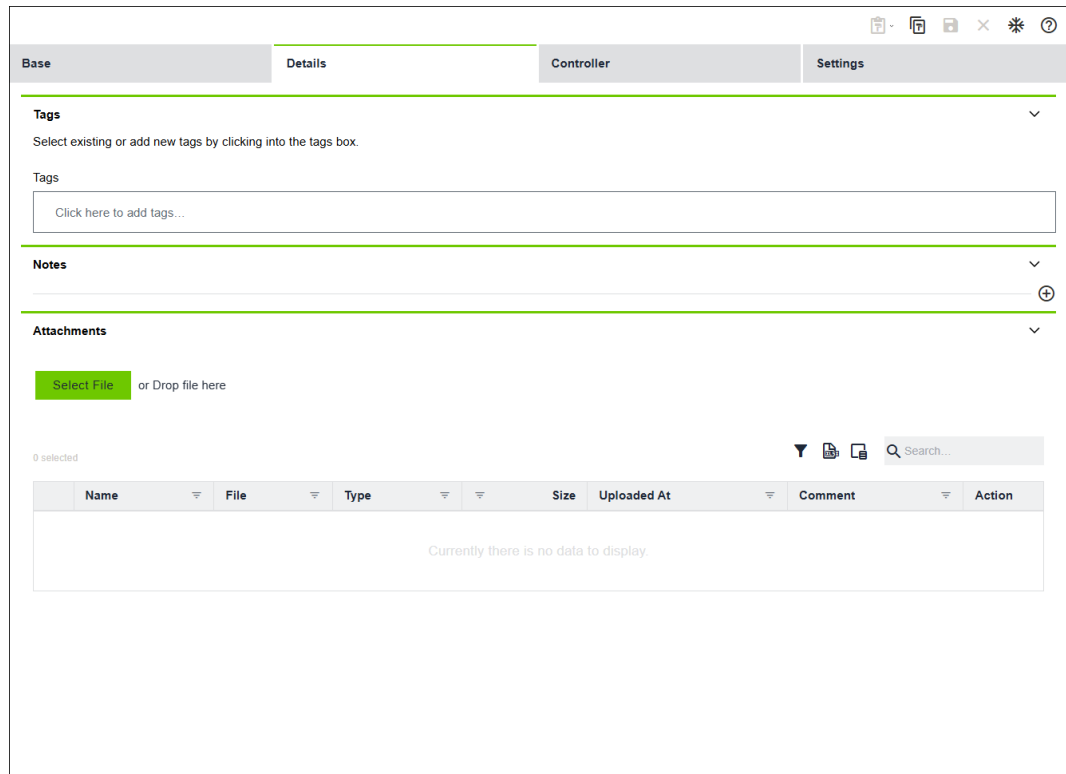 Base Details Controller Settings
Tags
Select existing or add new tags by clicking into the tags box.
Tags
Click here to add tags...
Notes
Attachments
Select File or Drop file here
0 selected
Search...
Name File Type Size Uploaded At Comment Action
Currently there is no data to display.